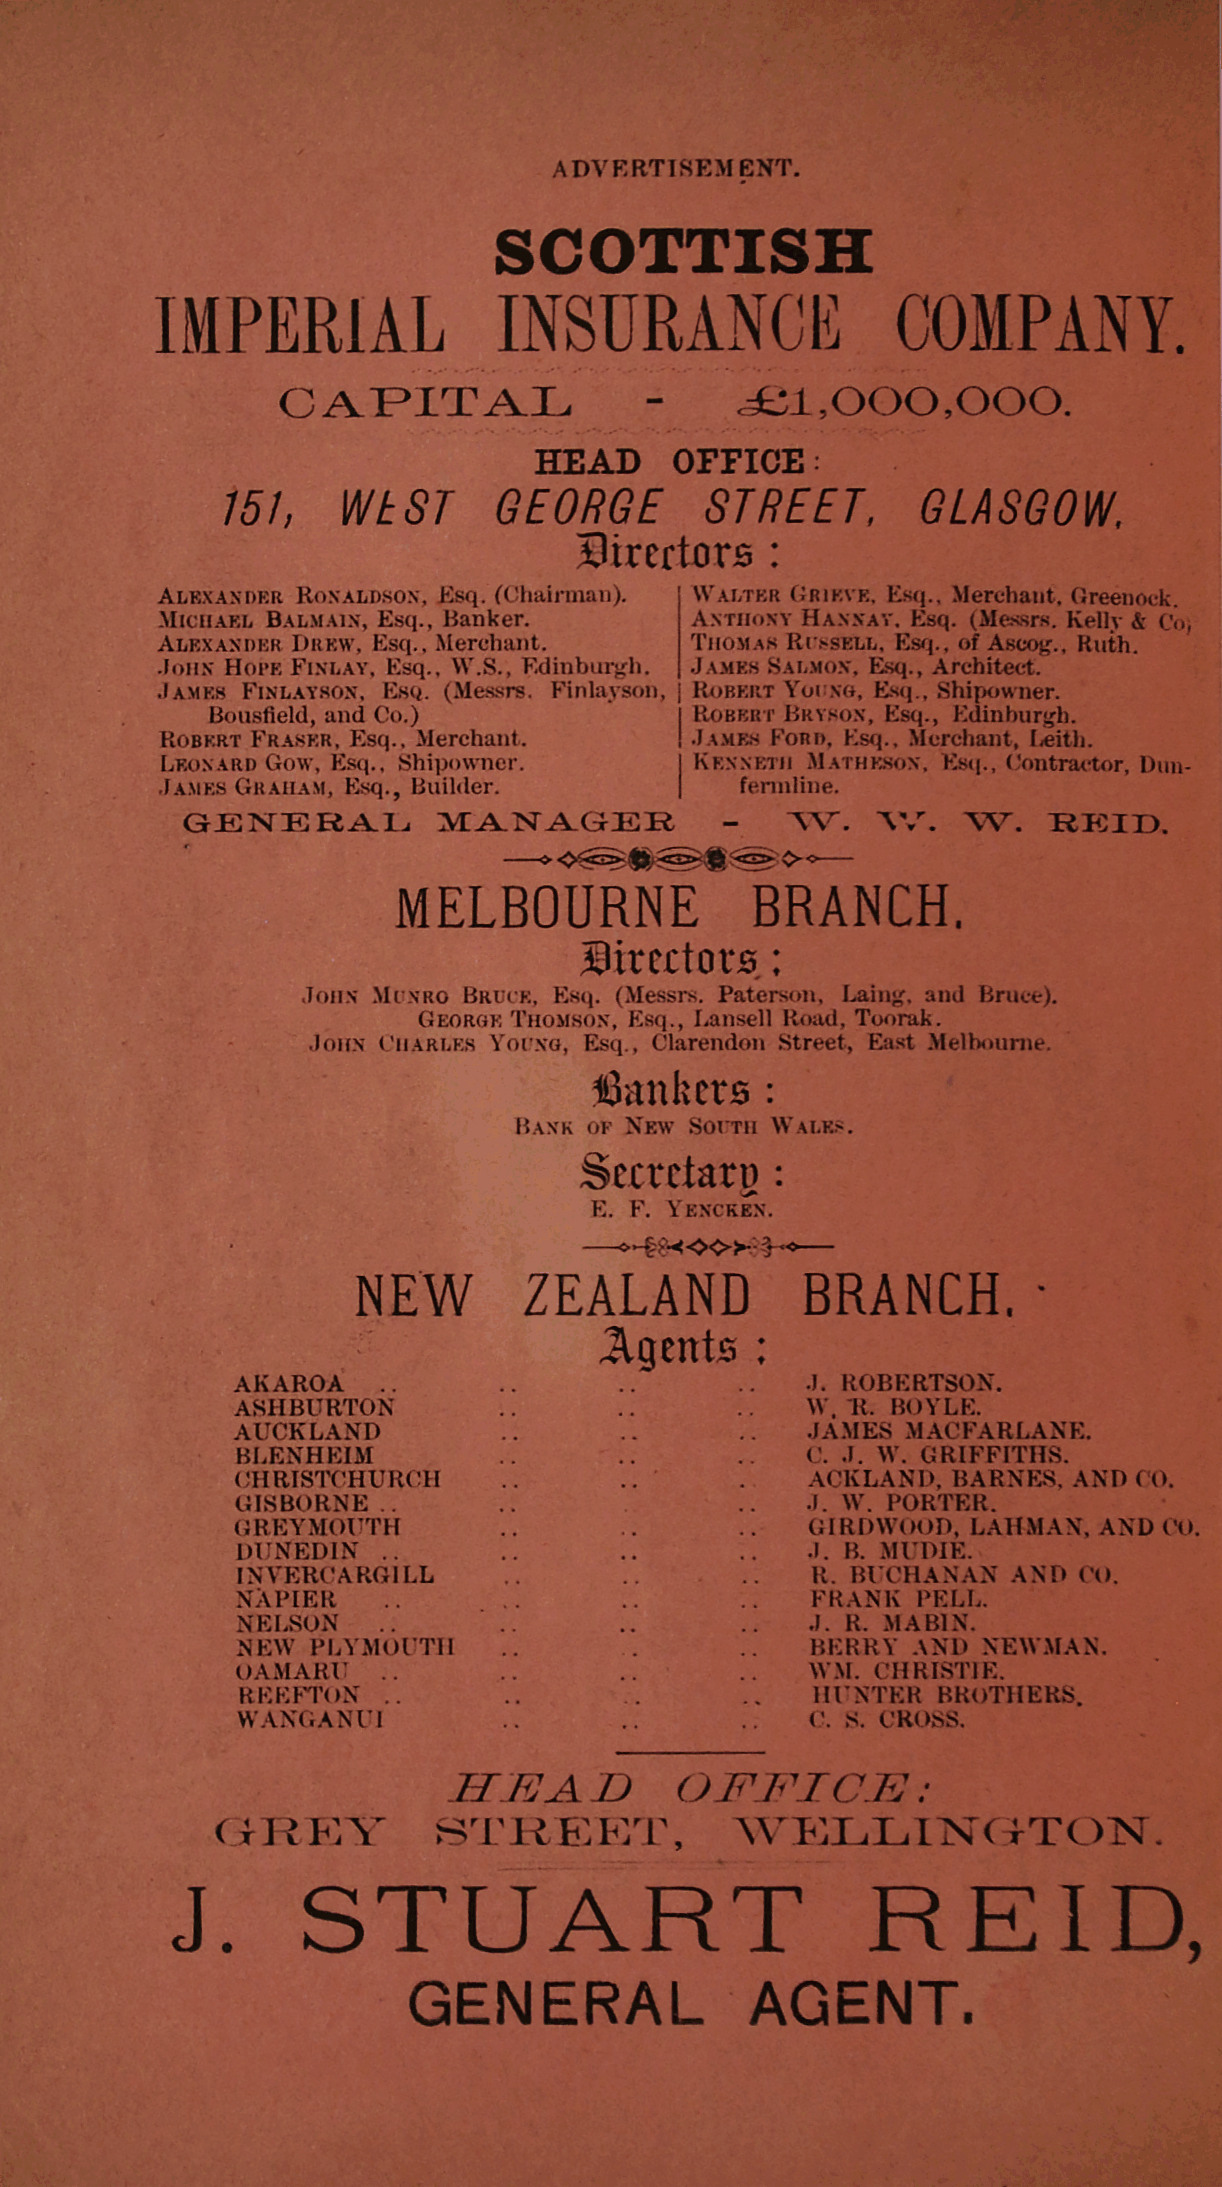 ADVERTISEMENT.
SCOTTISH
IMPERIAL INSURANCE COMPANY.
CAPITAL - £1,000,000.
HEAD OFFICE:
151, WEST GEORGE STREET, GLASGOW.
Directors:
ALEXANDER RONALDSON, Esq. (Chairman).
MICHAEL BALMAIN, Esq., Banker.
ALEXANDER DREW, Esq., Merchant.
JOHN HOPE FINLAY, Esq., W.S., Edinburgh.
JAMES FINLAYSON, ESQ. (Messrs. Finlayson,
Bousfield, and Co.)
ROBERT FRASER, Esq., Merchant.
LEONARD GOW, Esq., Shipowner.
JAMES GRAHAM, Esq., Builder.
WALTER GRIEVE, Esq., Merchant, Greenock.
ANTHONY HANNAY, Esq. (Messrs. Kelly & Co)
THOMAS RUSSELL, Esq., of Ascog., Ruth.
JAMES SALMON, Esq., Architect.
ROBERT YOUNG, Esq., Shipowner.
ROBERT BRYSON, Esq., Edinburgh.
JAMES FORD, Esq., Merchant, Leith.
KENNETH MATHESON, Esq., Contractor, Dun-
fermline.
GENERAL MANAGER - W. W. W. REID.
MELBOURNE BRANCH.
Directors:
JOHN MUNRO BRUCE, Esq. (Messrs. Paterson, Laing, and Bruce).
GEORGE THOMSON, Esq., Lansell Road, Toorak.
JOHN CHARLES YOUNG, Esq., Clarendon Street, East Melbourne.
Bankers:
BANK OF NEW SOUTH WALES.
Secretary:
E. F. YENCKEN.
NEW ZEALAND BRANCH.
Agents:
AKAROA .. .. .. .. J. ROBERTSON.
ASHBURTON .. .. .. W. R. BOYLE.
AUCKLAND .. .. .. JAMES MACFARLANE.
BLENHEIM .. .. .. C. J. W. GRIFFITHS.
CHRISTCHURCH .. .. .. ACKLAND, BARNES, AND CO.
GISBORNE .. .. .. .. J. W. PORTER.
GREYMOUTH .. .. .. GIRDWOOD, LAHMAN, AND CO.
DUNEDIN .. .. .. .. J. B. MUDIE.
INVERCARGILL .. .. .. R. BUCHANAN AND CO.
NAPIER .. .. .. .. FRANK PELL.
NELSON .. .. .. .. J. R. MABIN.
NEW PLYMOUTH .. .. .. BERRY AND NEWMAN.
OAMARU .. .. .. .. WM. CHRISTIE.
REEFTON .. .. .. .. HUNTER BROTHERS.
WANGANUI .. .. .. C. S. CROSS.
HEAD OFFICE:
GREY STREET, WELLINGTON.
J. STUART REID,
GENERAL AGENT.